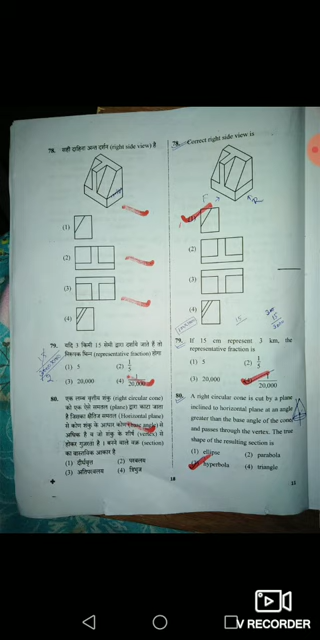 78. सही दाहिना अन्त दर्शन (right side view) है
(1)
(2)
(3)
(4)
79. यदि 3 किमी 15 सेमी द्वारा दर्शाये जाते हैं तो
निरूपक भिन्न (representative fraction) होगा
(1) 5 (2) 1/5
(3) 20,000 (4) 1/20,000
80. एक लम्ब वृत्तीय शंकु (right circular cone)
को एक ऐसे समतल (plane) द्वारा काटा जाता
है जिसका क्षैतिज समतल (Horizontal plane)
से कोण शंकु के आधार कोण (base angle) से
अधिक है व जो शंकु के शीर्ष (vertex) से
होकर गुजरता है। बनने वाले वक्र (section)
का वास्तविक आकार है
(1) दीर्घवृत्त (2) परवलय
(3) अतिपरवलय (4) त्रिभुज
78. Correct right side view is
F
(1)
(2)
(3)
(4)
79. If 15 cm represent 3 km, the
representative fraction is
(1) 5 (2) 1/5
(3) 20,000 20,000
80. A right circular cone is cut by a plane
inclined to horizontal plane at an angle
greater than the base angle of the cone
and passes through the vertex. The true
shape of the resulting section is
(1) ellipse (2) parabola
hyperbola (4) triangle
18
V RECORDER